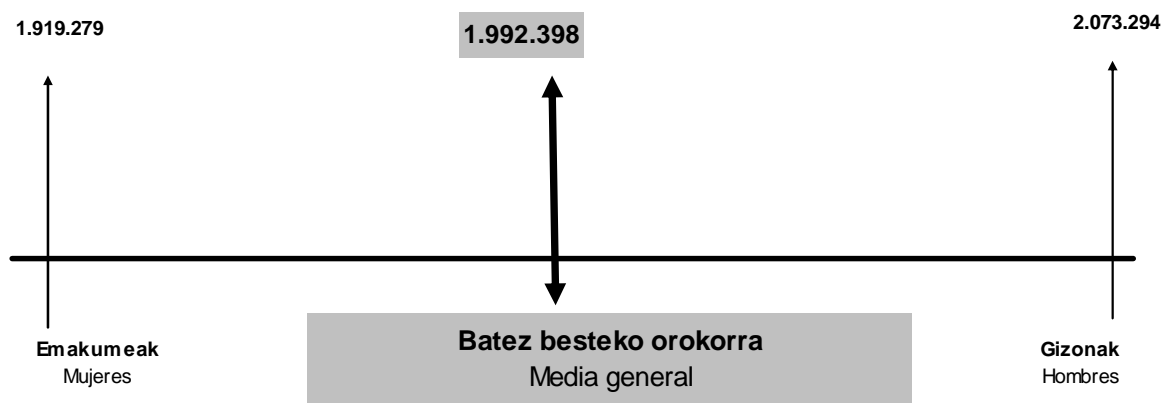 1.919.279
1.992.398
2.073.294
Emakumeak
Mujeres
Batez besteko orokorra
Media general
Gizonak
Hombres